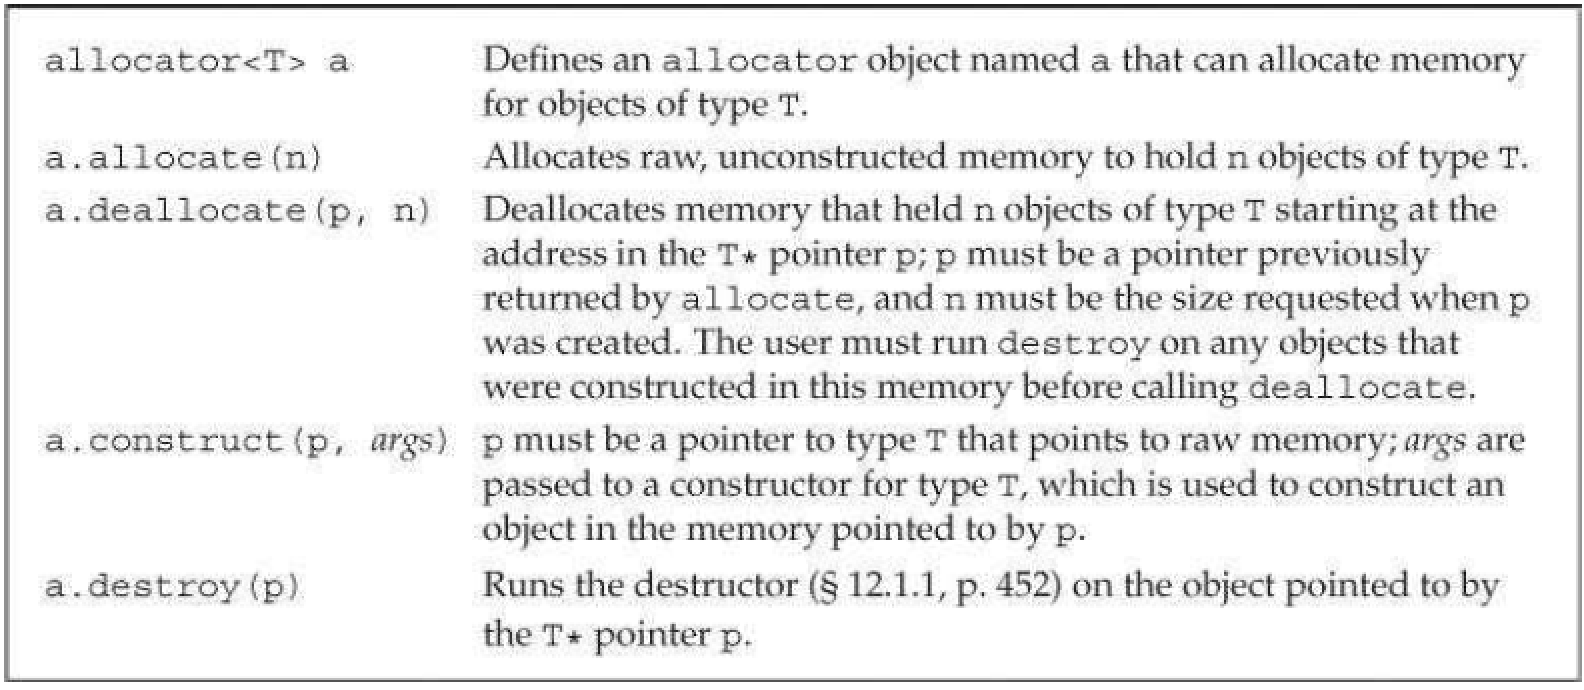 allocator<T> a Defines an allocator object named a that can allocate memory
for objects of type T.
a.allocate(n) Allocates raw, unconstructed memory to hold n objects of type T.
a.deallocate(p, n) Deallocates memory that held n objects of type T starting at the
address in the T* pointer p; p must be a pointer previously
returned by allocate, and n must be the size requested when p
was created. The user must run destroy on any objects that
were constructed in this memory before calling deallocate.
a.construct(p, args) p must be a pointer to type T that points to raw memory; args are
passed to a constructor for type T, which is used to construct an
object in the memory pointed to by p.
a.destroy(p) Runs the destructor (§ 12.1.1, p. 452) on the object pointed to by
the T* pointer p.